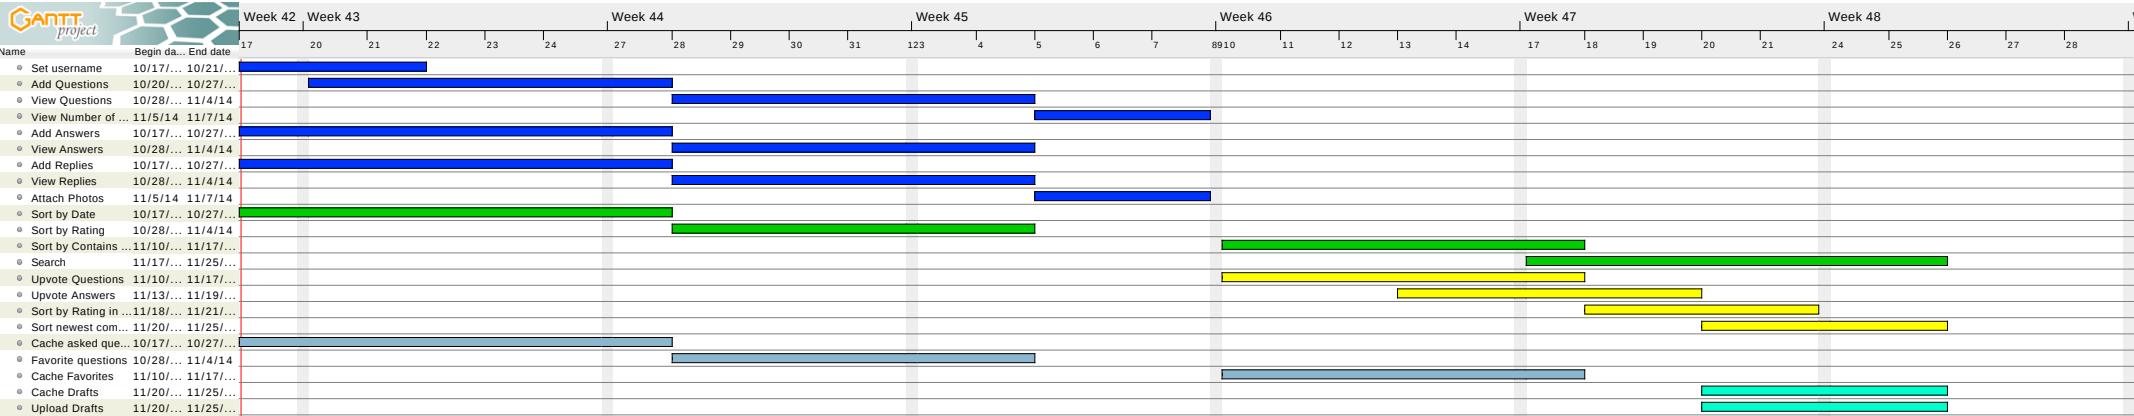 GANTT project
Week 42 Week 43 Week 44 Week 45 Week 46 Week 47 Week 48
17 20 21 22 23 24 27 28 29 30 31 123 4 5 6 7 8910 11 12 13 14 17 18 19 20 21 24 25 26 27 28
Name Begin da... End date
Set username 10/17/... 10/21/...
Add Questions 10/20/... 10/27/...
View Questions 10/28/... 11/4/14
View Number of ... 11/5/14 11/7/14
Add Answers 10/17/... 10/27/...
View Answers 10/28/... 11/4/14
Add Replies 10/17/... 10/27/...
View Replies 10/28/... 11/4/14
Attach Photos 11/5/14 11/7/14
Sort by Date 10/17/... 10/27/...
Sort by Rating 10/28/... 11/4/14
Sort by Contains ... 11/10/... 11/17/...
Search 11/17/... 11/25/...
Upvote Questions 11/10/... 11/17/...
Upvote Answers 11/13/... 11/19/...
Sort by Rating in ... 11/18/... 11/21/...
Sort newest com... 11/20/... 11/25/...
Cache asked que... 10/17/... 10/27/...
Favorite questions 10/28/... 11/4/14
Cache Favorites 11/10/... 11/17/...
Cache Drafts 11/20/... 11/25/...
Upload Drafts 11/20/... 11/25/...